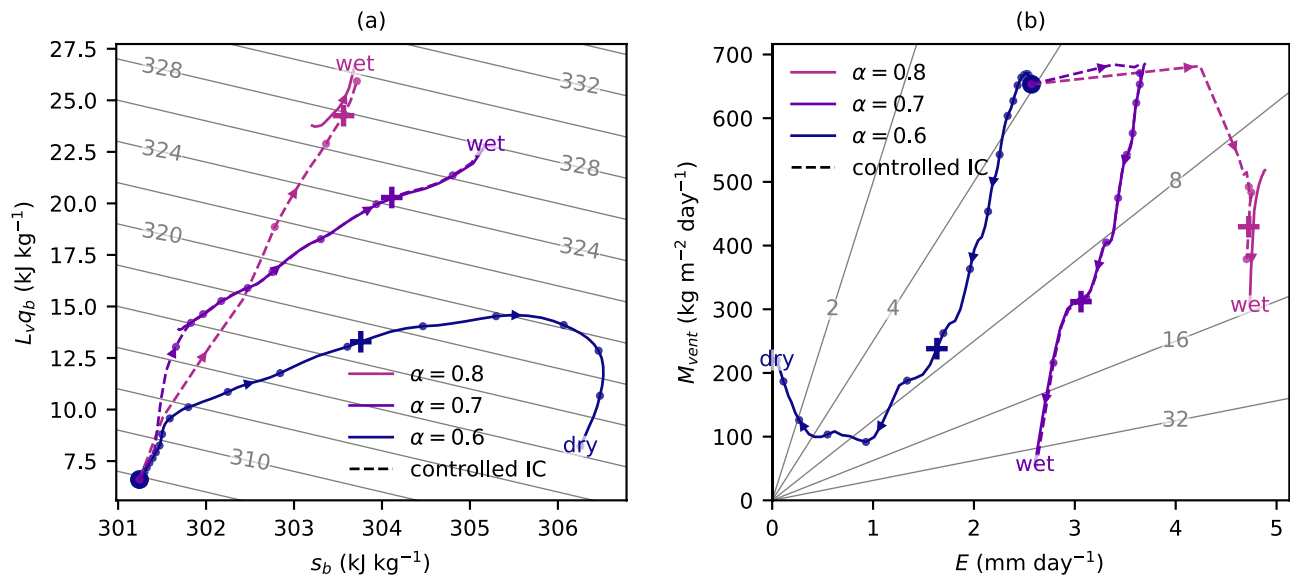 (a)
27.5
25.0
22.5
20.0
17.5
15.0
12.5
10.0
7.5
L_v q_b (kJ kg⁻¹)
301 302 303 304 305 306
s_b (kJ kg⁻¹)
328
324
320
310
332
328
324
wet
wet
dry
α = 0.8
α = 0.7
α = 0.6
controlled IC
(b)
700
600
500
400
300
200
100
0
M_vent (kg m⁻² day⁻¹)
0 1 2 3 4 5
E (mm day⁻¹)
α = 0.8
α = 0.7
α = 0.6
controlled IC
2
4
8
16
32
dry
wet
wet